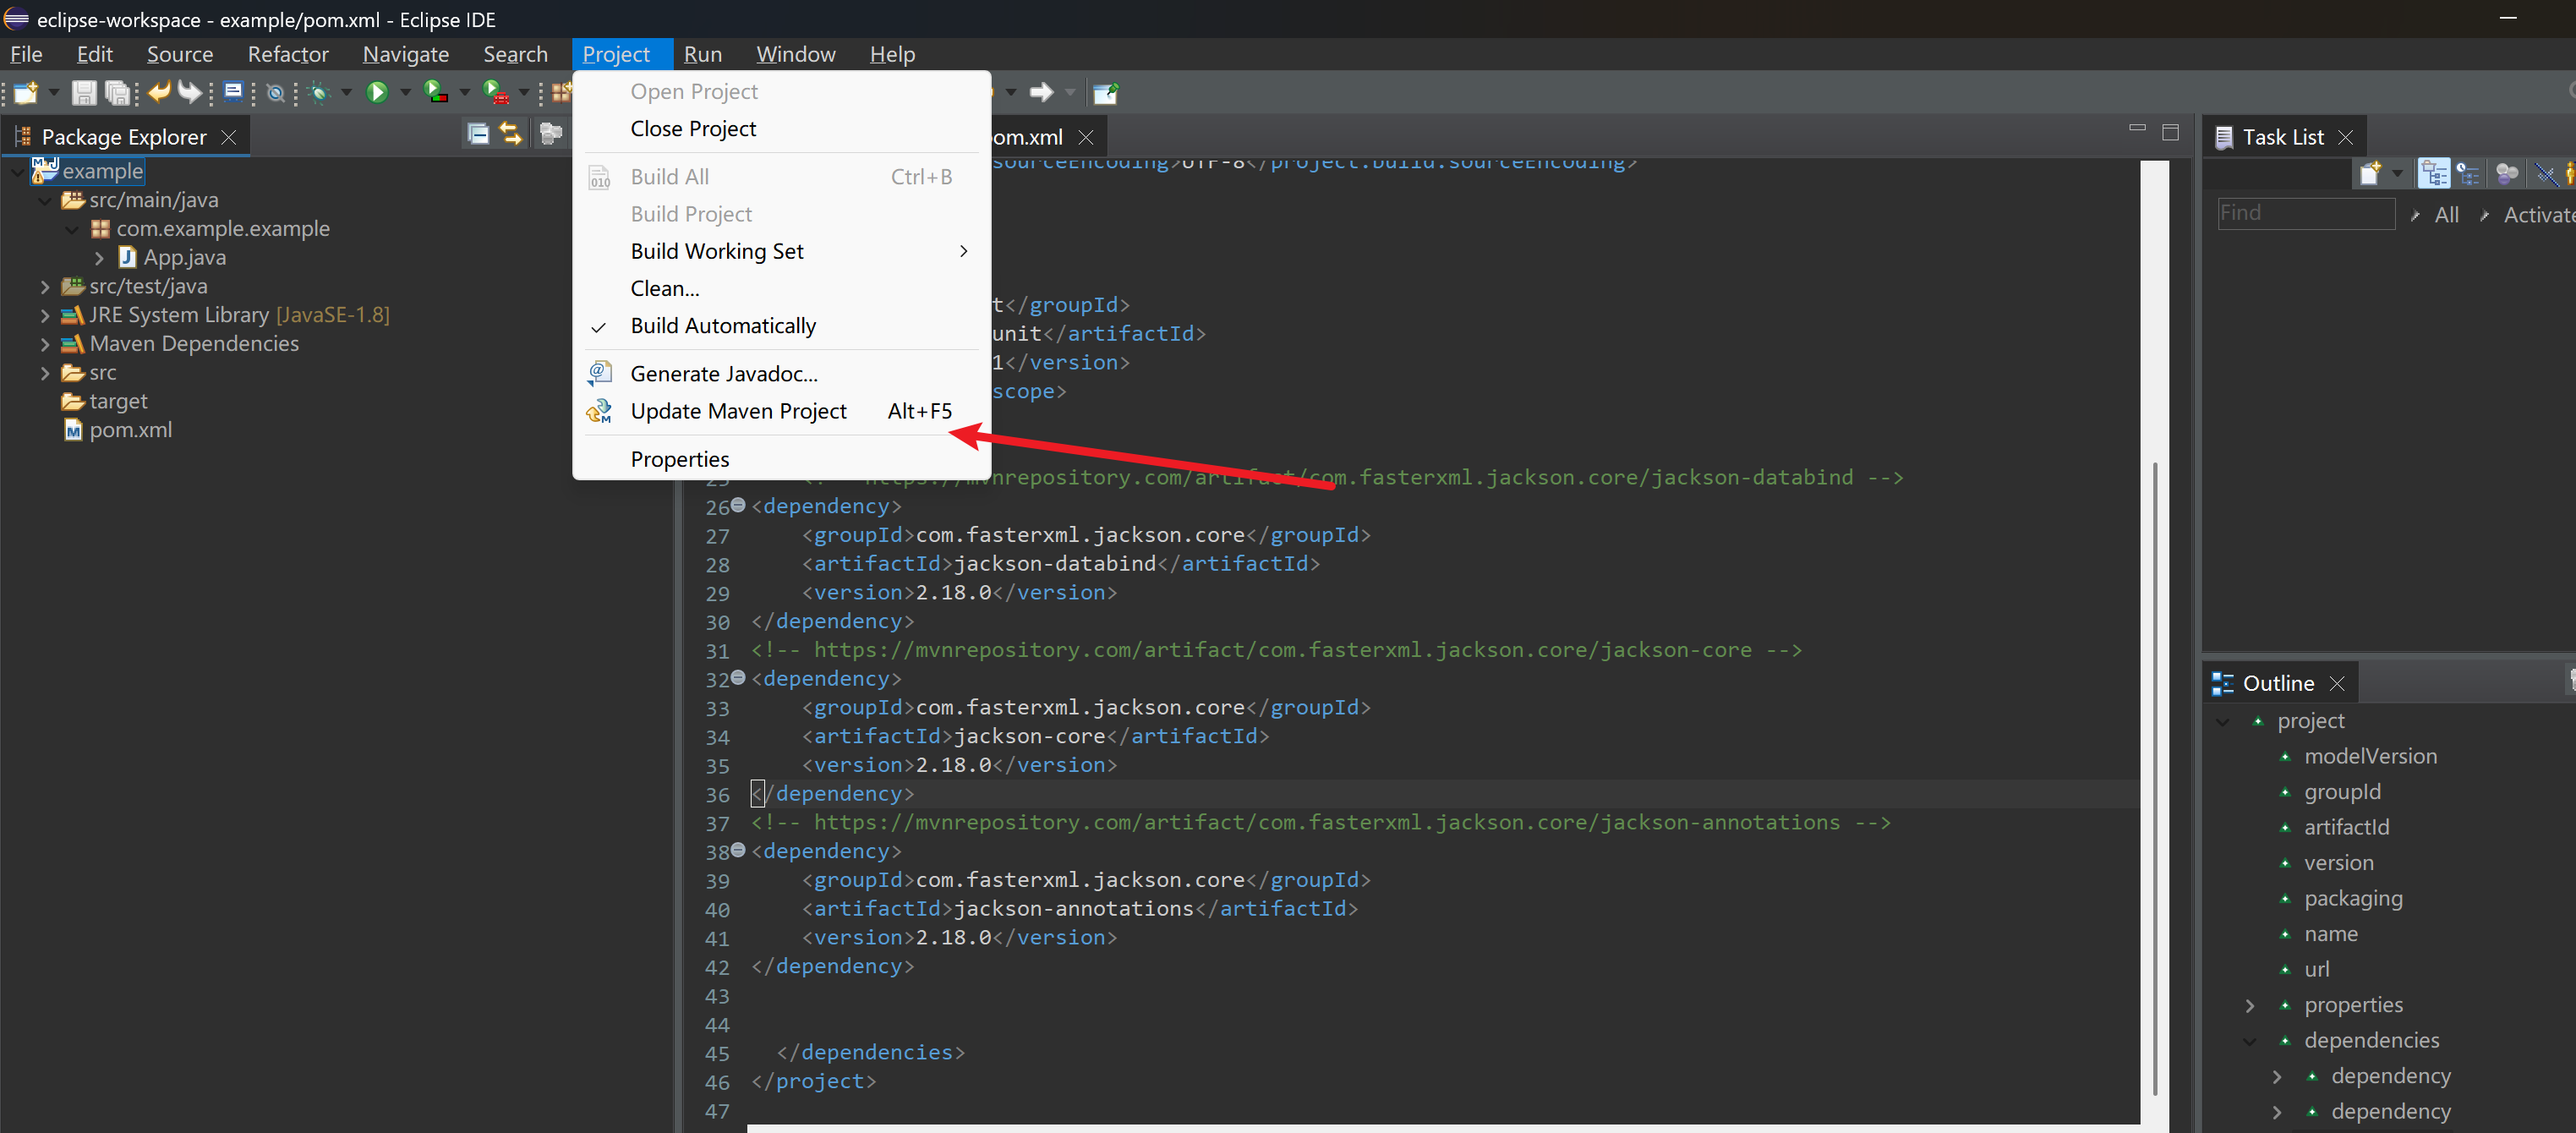 eclipse-workspace - example/pom.xml - Eclipse IDE
File Edit Source Refactor Navigate Search Project Run Window Help
Package Explorer
example
src/main/java
com.example.example
App.java
src/test/java
JRE System Library [JavaSE-1.8]
Maven Dependencies
src
target
pom.xml
Open Project
Close Project
Build All Ctrl+B
Build Project
Build Working Set
Clean...
Build Automatically
Generate Javadoc...
Update Maven Project Alt+F5
Properties
om.xml
sourceEncoding>UTF-8</project.build.sourceEncoding>
t</groupId>
unit</artifactId>
1</version>
scope>
25 https://mvnrepository.com/artifact/com.fasterxml.jackson.core/jackson-databind -->
26 <dependency>
27 <groupId>com.fasterxml.jackson.core</groupId>
28 <artifactId>jackson-databind</artifactId>
29 <version>2.18.0</version>
30 </dependency>
31 <!-- https://mvnrepository.com/artifact/com.fasterxml.jackson.core/jackson-core -->
32 <dependency>
33 <groupId>com.fasterxml.jackson.core</groupId>
34 <artifactId>jackson-core</artifactId>
35 <version>2.18.0</version>
36 </dependency>
37 <!-- https://mvnrepository.com/artifact/com.fasterxml.jackson.core/jackson-annotations -->
38 <dependency>
39 <groupId>com.fasterxml.jackson.core</groupId>
40 <artifactId>jackson-annotations</artifactId>
41 <version>2.18.0</version>
42 </dependency>
43
44
45 </dependencies>
46 </project>
47
Task List
Find All Activate
Outline
project
modelVersion
groupId
artifactId
version
packaging
name
url
properties
dependencies
dependency
dependency